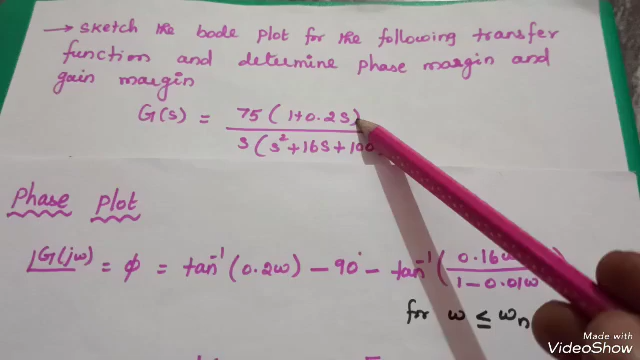 → sketch the bode plot for the following transfer
function and determine phase margin and
gain margin
G(s) = 75 ( 1+0.2s)
s ( s² + 16s + 100
Phase Plot
∠G(jω) = ϕ = tan⁻¹ (0.2ω) − 90° − tan⁻¹ ( 0.16ω
1 − 0.01ω
for ω ≤ ωn
Made with
VideoShow